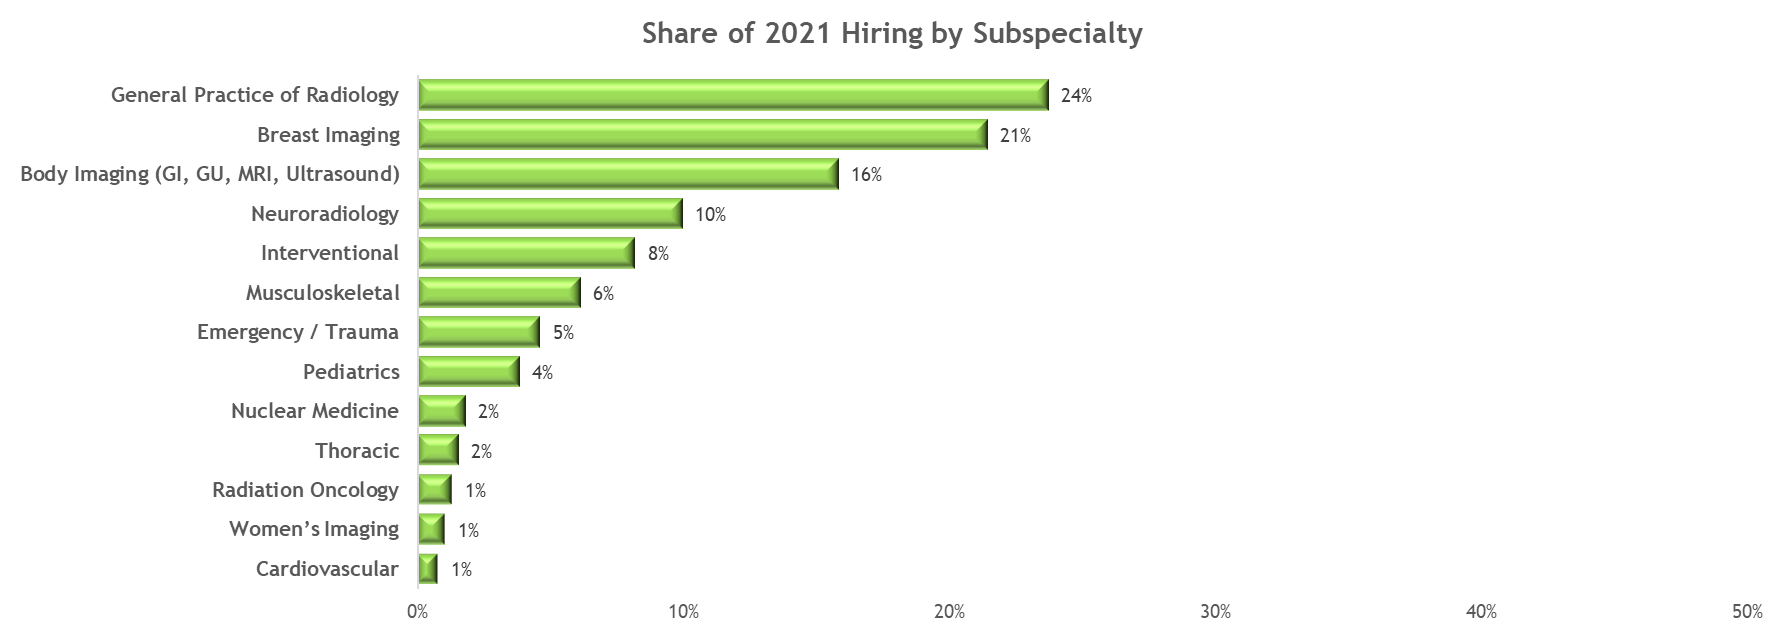 Share of 2021 Hiring by Subspecialty
General Practice of Radiology 24%
Breast Imaging 21%
Body Imaging (GI, GU, MRI, Ultrasound) 16%
Neuroradiology 10%
Interventional 8%
Musculoskeletal 6%
Emergency / Trauma 5%
Pediatrics 4%
Nuclear Medicine 2%
Thoracic 2%
Radiation Oncology 1%
Women’s Imaging 1%
Cardiovascular 1%
0% 10% 20% 30% 40% 50%